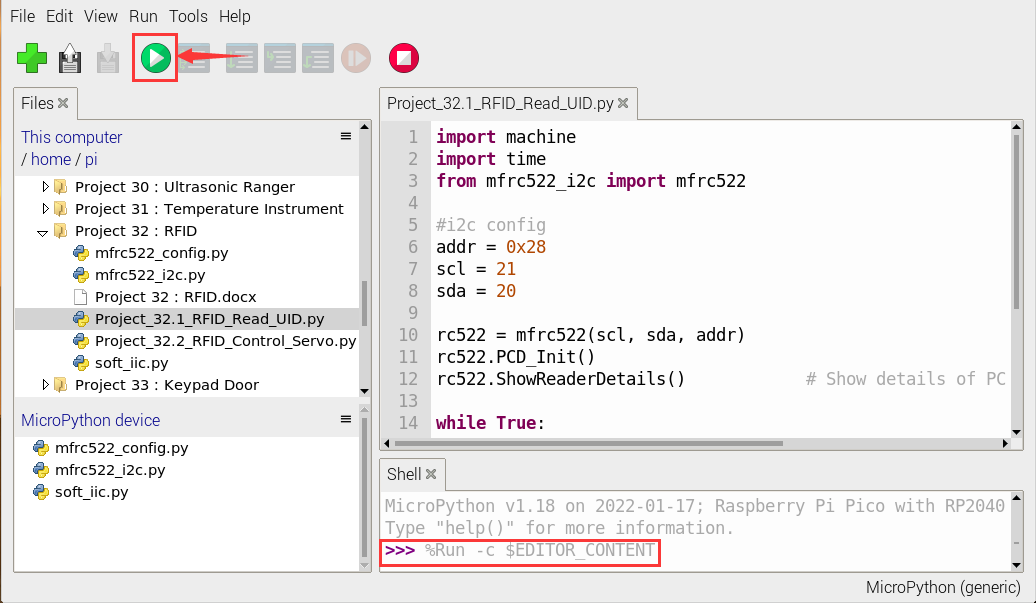 File Edit View Run Tools Help
Files
This computer
/ home / pi
Project 30 : Ultrasonic Ranger
Project 31 : Temperature Instrument
Project 32 : RFID
mfrc522_config.py
mfrc522_i2c.py
Project 32 : RFID.docx
Project_32.1_RFID_Read_UID.py
Project_32.2_RFID_Control_Servo.py
soft_iic.py
Project 33 : Keypad Door
MicroPython device
mfrc522_config.py
mfrc522_i2c.py
soft_iic.py
Project_32.1_RFID_Read_UID.py
1 import machine
2 import time
3 from mfrc522_i2c import mfrc522
4
5 #i2c config
6 addr = 0x28
7 scl = 21
8 sda = 20
9
10 rc522 = mfrc522(scl, sda, addr)
11 rc522.PCD_Init()
12 rc522.ShowReaderDetails() # Show details of PC
13
14 while True:
Shell
MicroPython v1.18 on 2022-01-17; Raspberry Pi Pico with RP2040
Type "help()" for more information.
>>> %Run -c $EDITOR_CONTENT
MicroPython (generic)